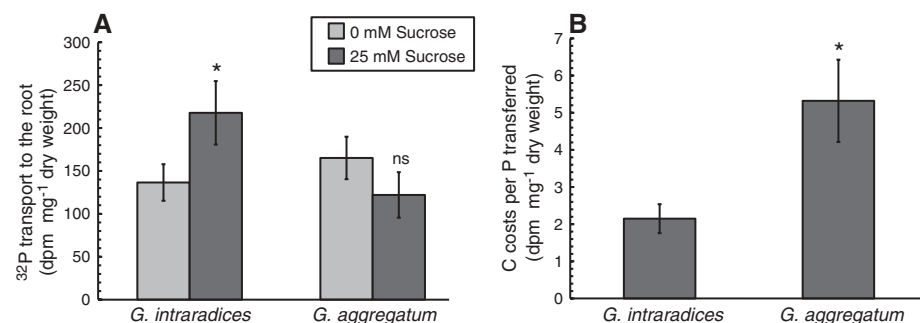 A
0 mM Sucrose
25 mM Sucrose
300
250
200
150
100
50
0
³²P transport to the root
(dpm mg⁻¹ dry weight)
*
ns
G. intraradices
G. aggregatum
B
7
6
5
4
3
2
1
0
C costs per P transferred
(dpm mg⁻¹ dry weight)
*
G. intraradices
G. aggregatum